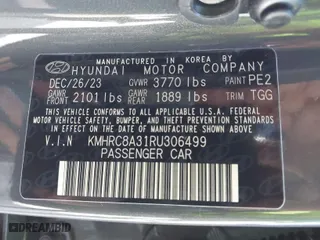 MANUFACTURED IN KOREA BY
HYUNDAI MOTOR COMPANY
DEC/26/23 GVWR 3770 lbs PAINT PE2
GAWR FRONT 2101 lbs GAWR REAR 1889 lbs TRIM TGG
THIS VEHICLE CONFORMS TO ALL APPLICABLE
FEDERAL MOTOR VEHICLE SAFETY, BUMPER, AND
THEFT PREVENTION STANDARDS IN EFFECT ON
THE DATE OF MANUFACTURE SHOWN ABOVE.
V.I.N KMHRC8A31RU306499
PASSENGER CAR